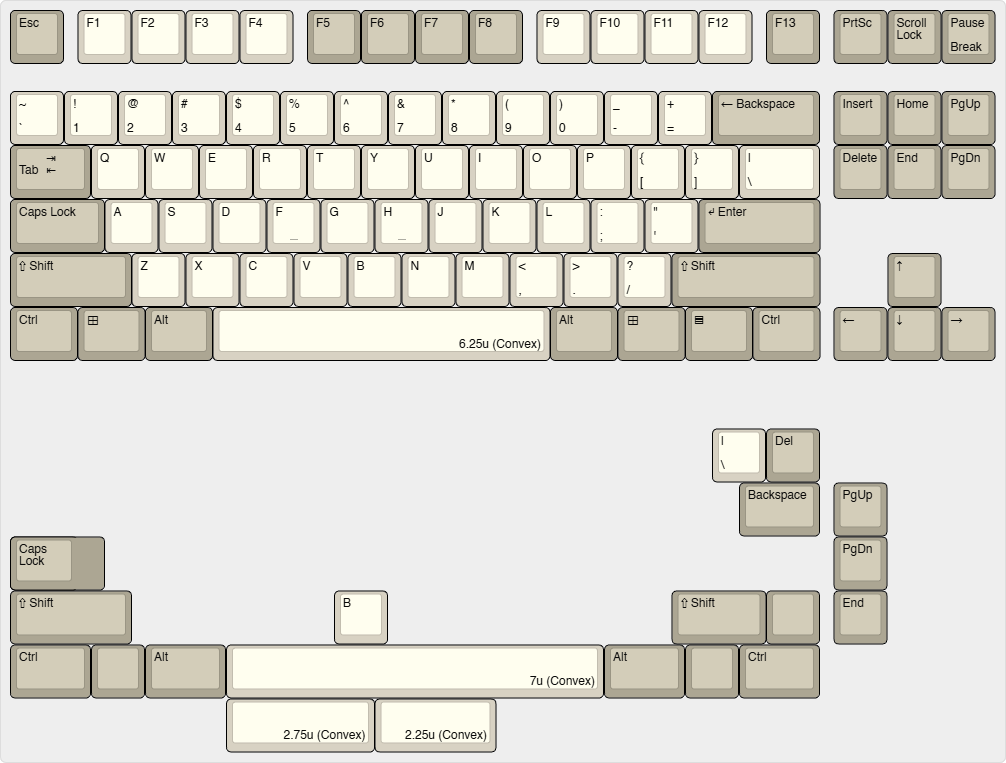 Esc F1 F2 F3 F4 F5 F6 F7 F8 F9 F10 F11 F12 F13 PrtSc Scroll Lock Pause Break
~ ` ! 1 @ 2 # 3 $ 4 % 5 ^ 6 & 7 * 8 ( 9 ) 0 _ - + = ← Backspace Insert Home PgUp
Tab ⇥ ⇤ Q W E R T Y U I O P { [ } ] | \ Delete End PgDn
Caps Lock A S D F _ G H _ J K L : ; " ' ↲ Enter
⇧ Shift Z X C V B N M < , > . ? / ⇧ Shift ↑
Ctrl ⊞ Alt 6.25u (Convex) Alt ⊞ ▤ Ctrl ← ↓ →
| \ Del
Backspace PgUp
Caps Lock PgDn
⇧ Shift B ⇧ Shift End
Ctrl Alt 7u (Convex) Alt Ctrl
2.75u (Convex) 2.25u (Convex)